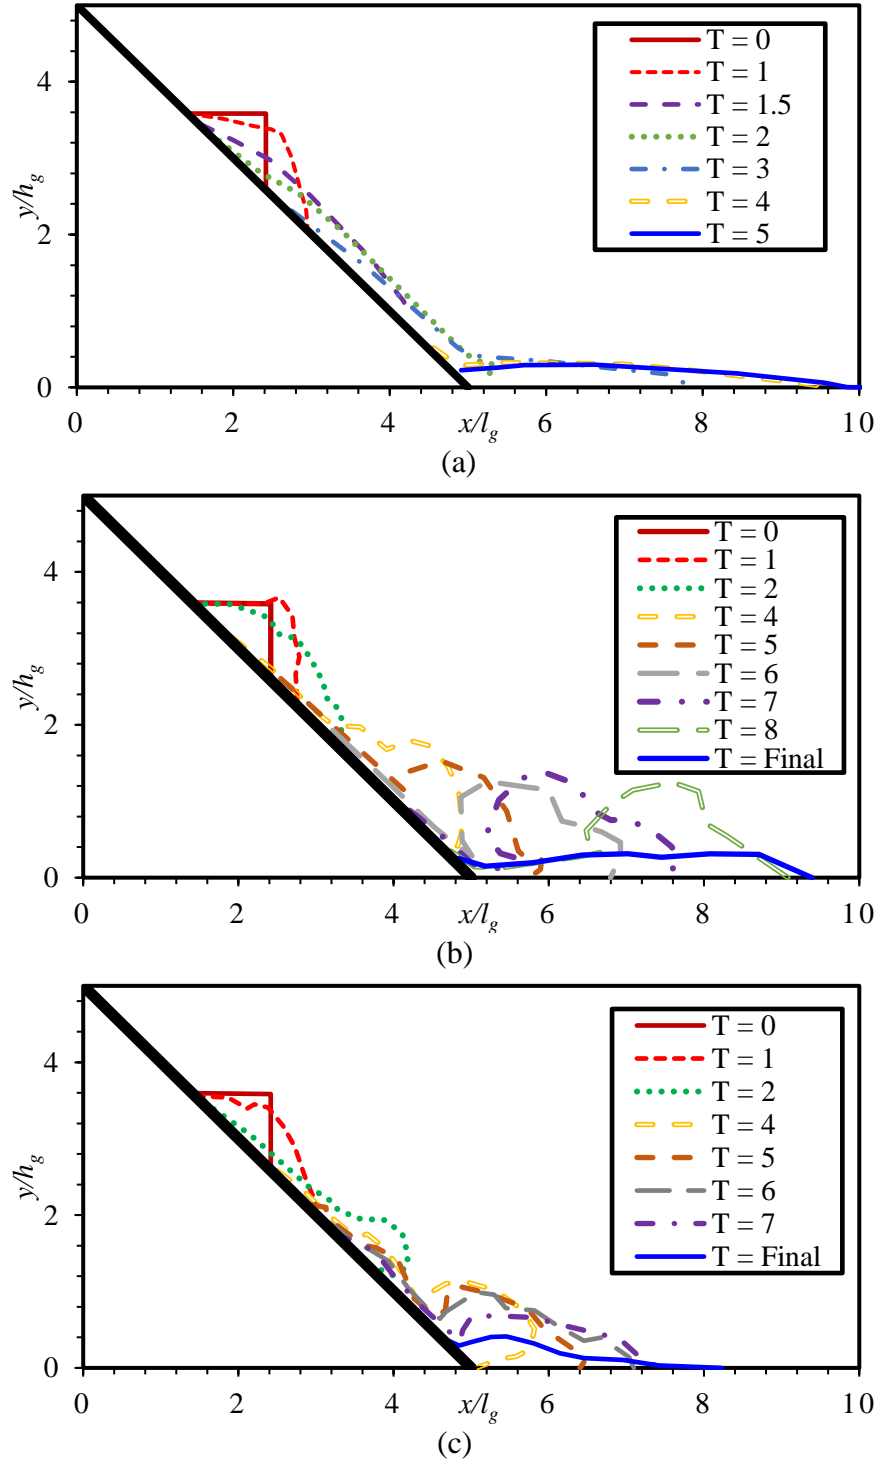 T = 0
T = 1
T = 1.5
T = 2
T = 3
T = 4
T = 5
y/hg
4
2
0
0 2 4 x/lg 6 8 10
(a)
T = 0
T = 1
T = 2
T = 4
T = 5
T = 6
T = 7
T = 8
T = Final
y/hg
4
2
0
0 2 4 x/lg 6 8 10
(b)
T = 0
T = 1
T = 2
T = 4
T = 5
T = 6
T = 7
T = Final
y/hg
4
2
0
0 2 4 x/lg 6 8 10
(c)